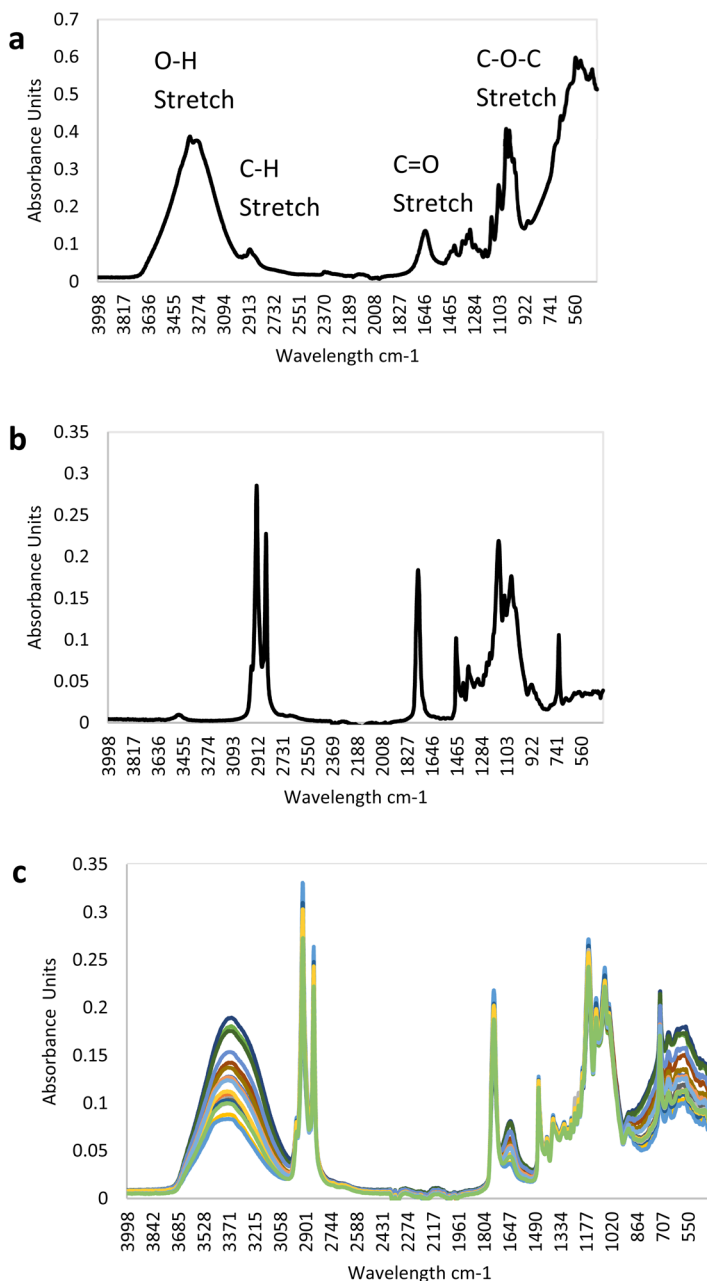 a
0.7
0.6
0.5
0.4
0.3
0.2
0.1
0
Absorbance Units
O-H
Stretch
C-H
Stretch
C=O
Stretch
C-O-C
Stretch
3998 3817 3636 3455 3274 3094 2913 2732 2551 2370 2189 2008 1827 1646 1465 1284 1103 922 741 560
Wavelength cm-1
b
0.35
0.3
0.25
0.2
0.15
0.1
0.05
0
Absorbance Units
3998 3817 3636 3455 3274 3093 2912 2731 2550 2369 2188 2008 1827 1646 1465 1284 1103 922 741 560
Wavelength cm-1
c
0.35
0.3
0.25
0.2
0.15
0.1
0.05
0
Absorbance Units
3998 3842 3685 3528 3371 3215 3058 2901 2744 2588 2431 2274 2117 1961 1804 1647 1490 1334 1177 1020 864 707 550
Wavelength cm-1